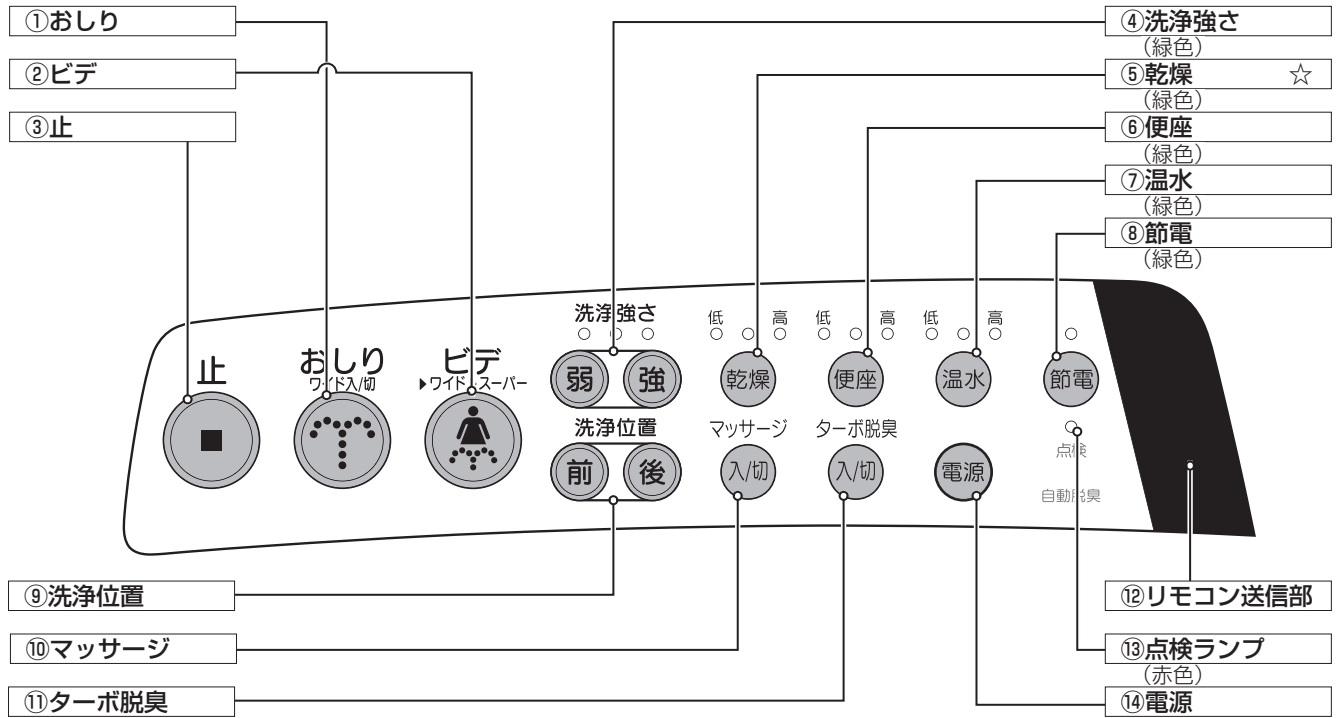 ①おしり
②ビデ
③止
④洗浄強さ
(緑色)
⑤乾燥 ☆
(緑色)
⑥便座
(緑色)
⑦温水
(緑色)
⑧節電
(緑色)
止
おしり
ワイド入/切
ビデ
▶ワイド▶スーパー
洗浄強さ
弱 強
洗浄位置
前 後
低 高
乾燥
マッサージ
入/切
低 高
便座
ターボ脱臭
入/切
低 高
温水
電源
節電
点検
自動脱臭
⑨洗浄位置
⑩マッサージ
⑪ターボ脱臭
⑫リモコン送信部
⑬点検ランプ
(赤色)
⑭電源